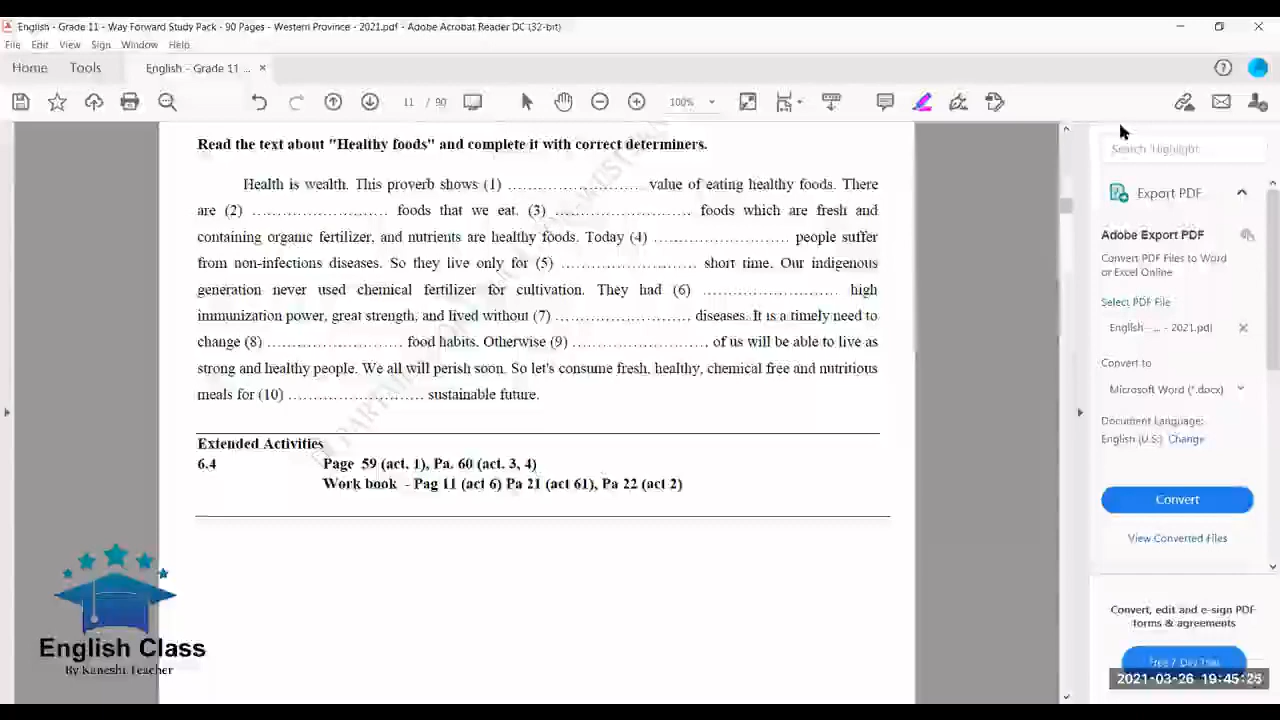 English - Grade 11 - Way Forward Study Pack - 90 Pages - Western Province - 2021.pdf - Adobe Acrobat Reader DC (32-bit)
File Edit View Sign Window Help
Home Tools English - Grade 11 ... ×
11 / 90 100%
Read the text about "Healthy foods" and complete it with correct determiners.
Health is wealth. This proverb shows (1) .......................... value of eating healthy foods. There
are (2) .......................... foods that we eat. (3) .......................... foods which are fresh and
containing organic fertilizer, and nutrients are healthy foods. Today (4) .......................... people suffer
from non-infections diseases. So they live only for (5) .......................... short time. Our indigenous
generation never used chemical fertilizer for cultivation. They had (6) .......................... high
immunization power, great strength, and lived without (7) .......................... diseases. It is a timely need to
change (8) .......................... food habits. Otherwise (9) .......................... of us will be able to live as
strong and healthy people. We all will perish soon. So let's consume fresh, healthy, chemical free and nutritious
meals for (10) .......................... sustainable future.
Extended Activities
6.4 Page 59 (act. 1), Pa. 60 (act. 3, 4)
Work book - Pag 11 (act 6) Pa 21 (act 61), Pa 22 (act 2)
English Class
By Kaneshi Teacher
Search 'Highlight
Export PDF
Adobe Export PDF
Convert PDF Files to Word
or Excel Online
Select PDF File
English - ... - 2021.pdf ×
Convert to
Microsoft Word (*.docx)
Document Language:
English (U.S.) Change
Convert
View Converted Files
Convert, edit and e-sign PDF
forms & agreements
Free 7-Day Trial
2021-03-26 19:45:25